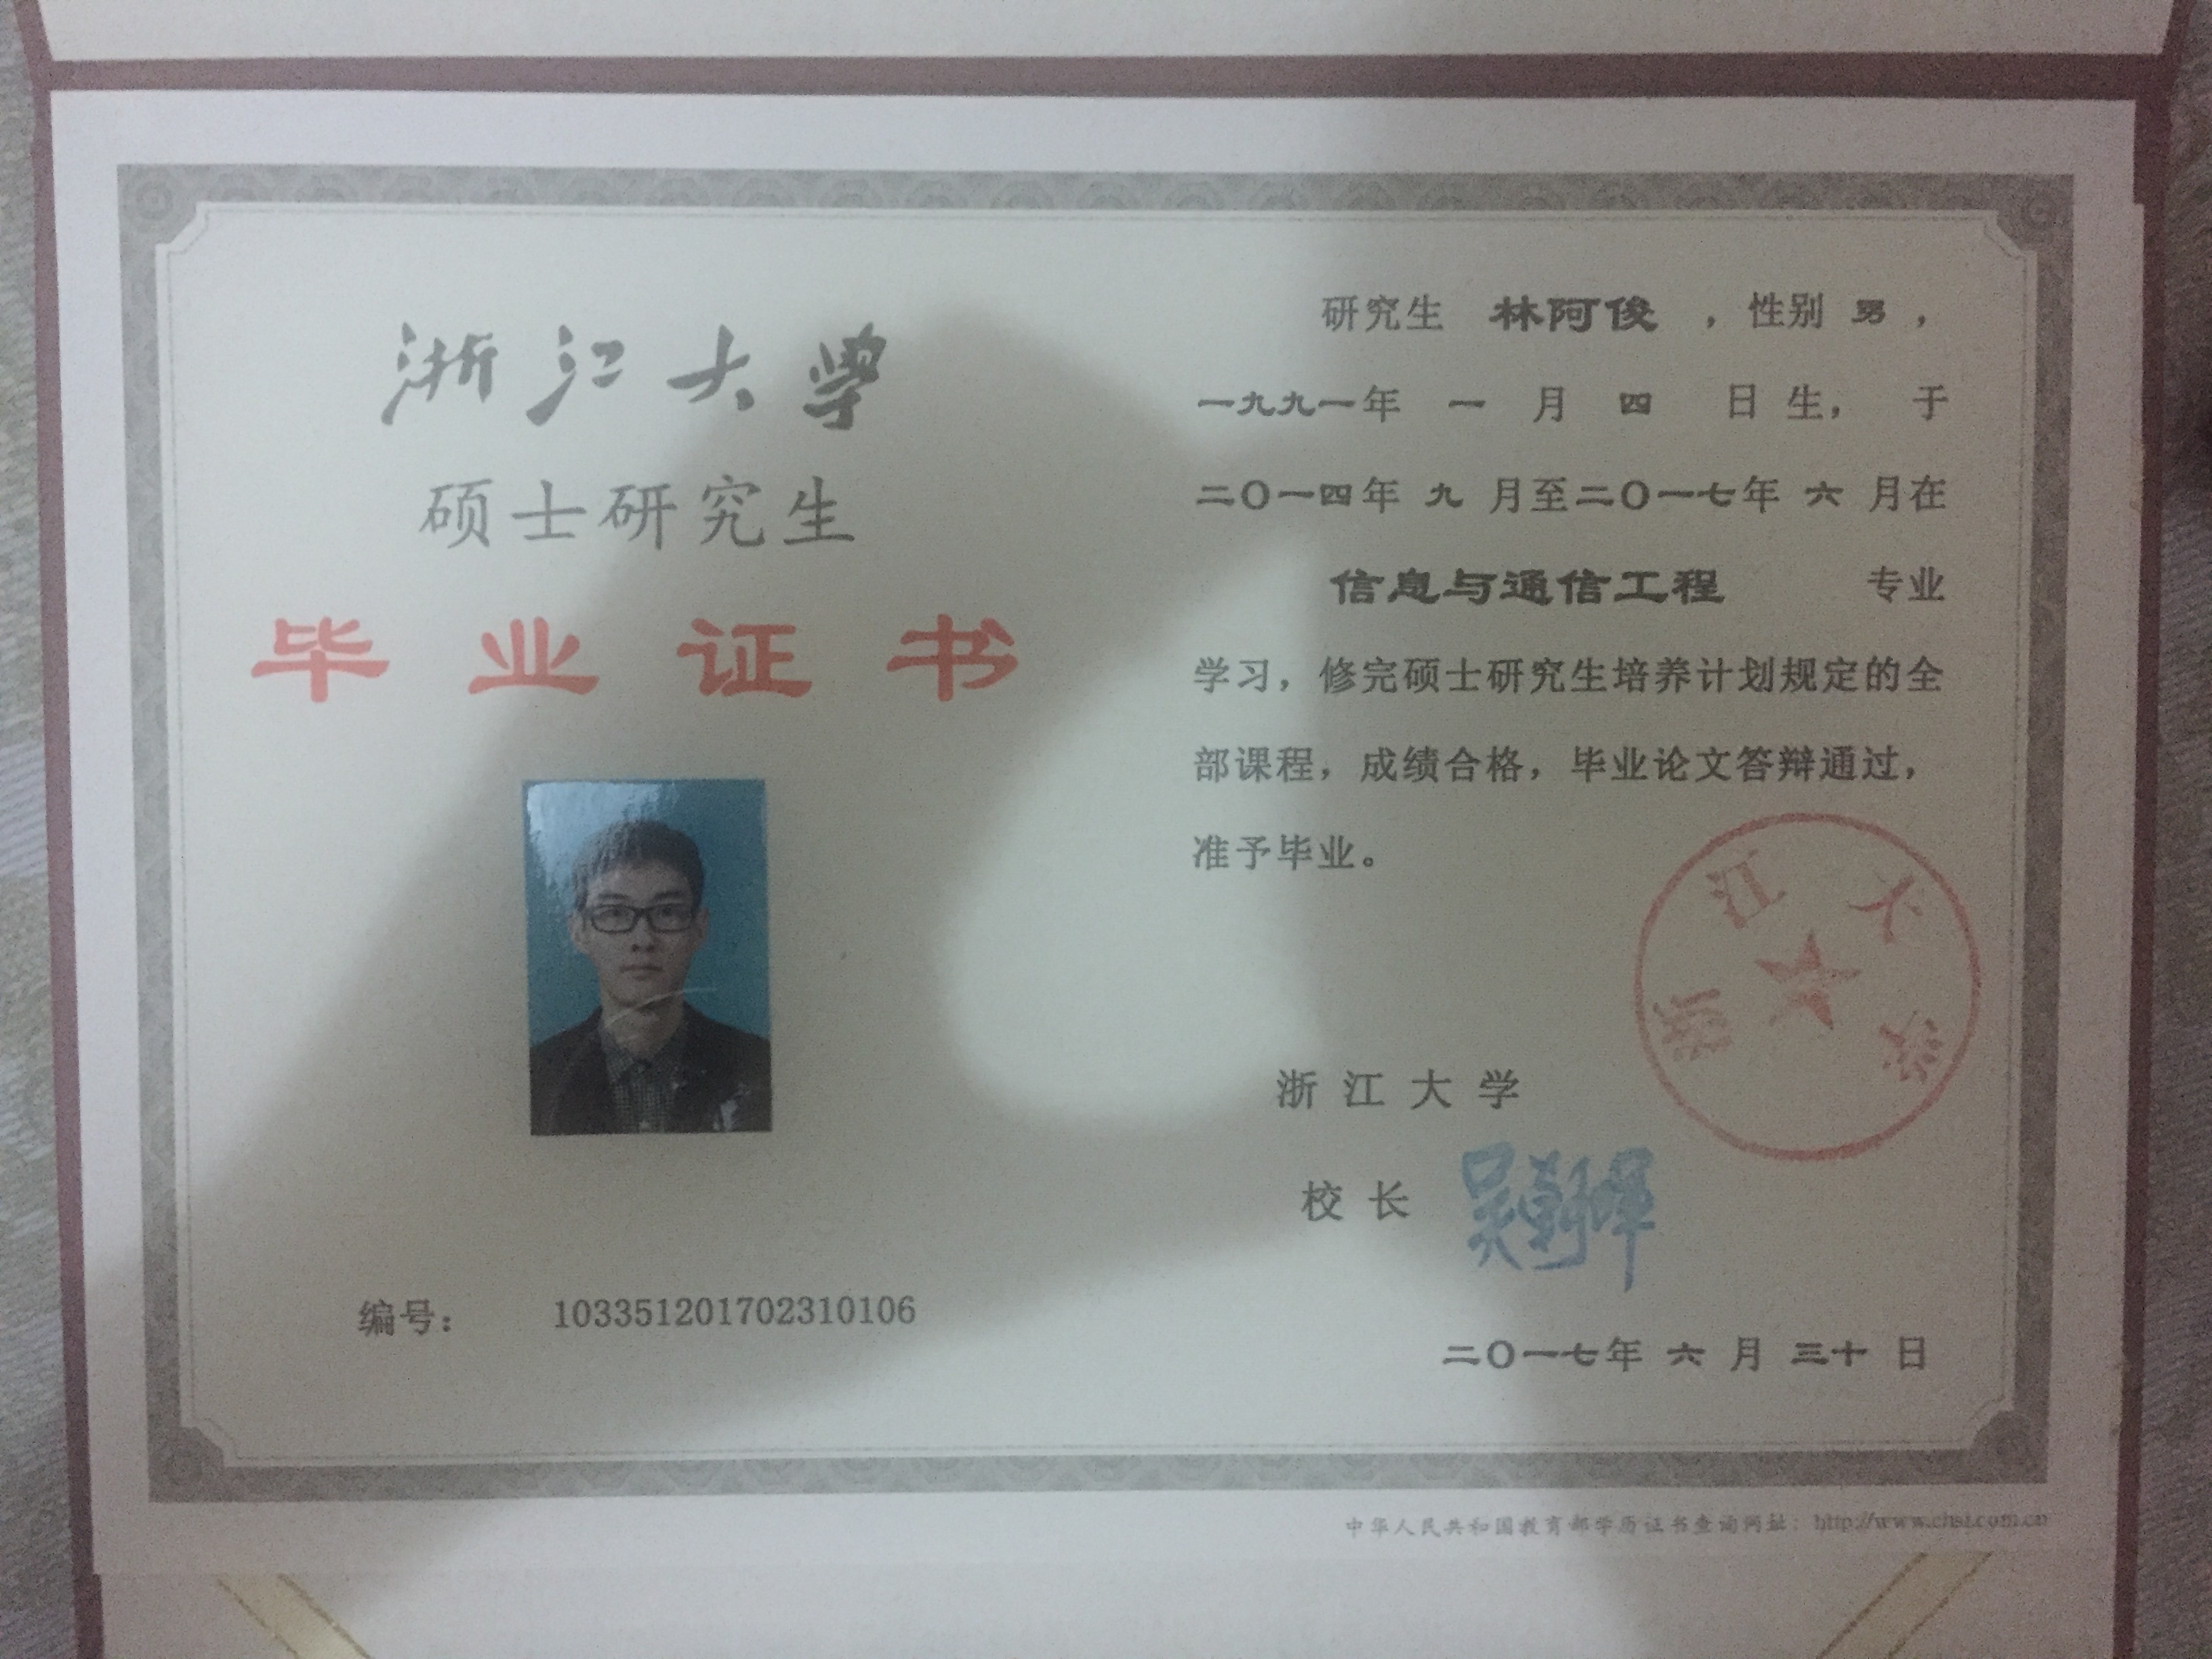 浙江大学
硕士研究生
毕业证书
编号： 103351201702310106
研究生 林阿俊 ，性别 男，
一九九一年 一 月 四 日生，于
二〇一四年 九 月至二〇一七年 六 月在
信息与通信工程 专业
学习，修完硕士研究生培养计划规定的全
部课程，成绩合格，毕业论文答辩通过，
准予毕业。
浙江大学
校长
浙江大学
二〇一七年 六 月 三十 日
中华人民共和国教育部学历证书查询网址：http://www.chsi.com.cn